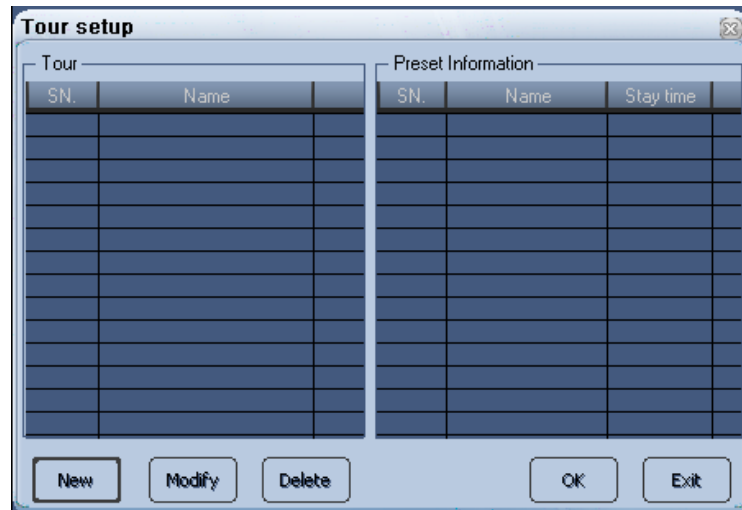 Tour setup
Tour
Preset Information
SN. Name
SN. Name Stay time
New Modify Delete OK Exit